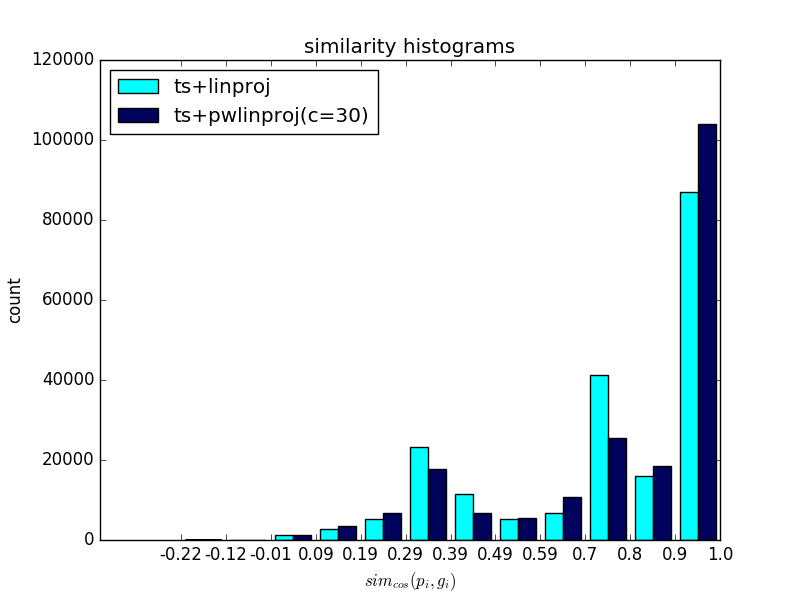 similarity histograms
120000
100000
80000
60000
40000
20000
0
count
ts+linproj
ts+pwlinproj(c=30)
-0.22 -0.12 -0.01 0.09 0.19 0.29 0.39 0.49 0.59 0.7 0.8 0.9 1.0
sim_cos(p_i, g_i)